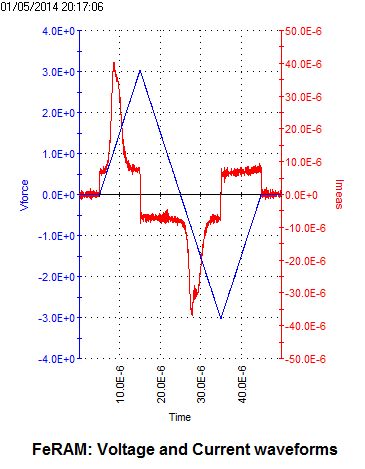 01/05/2014 20:17:06
4.0E+0
3.0E+0
2.0E+0
1.0E+0
0.0E+0
-1.0E+0
-2.0E+0
-3.0E+0
-4.0E+0
Vforce
50.0E-6
40.0E-6
30.0E-6
20.0E-6
10.0E-6
0.0E+0
-10.0E-6
-20.0E-6
-30.0E-6
-40.0E-6
-50.0E-6
Imeas
10.0E-6
20.0E-6
30.0E-6
40.0E-6
Time
FeRAM: Voltage and Current waveforms